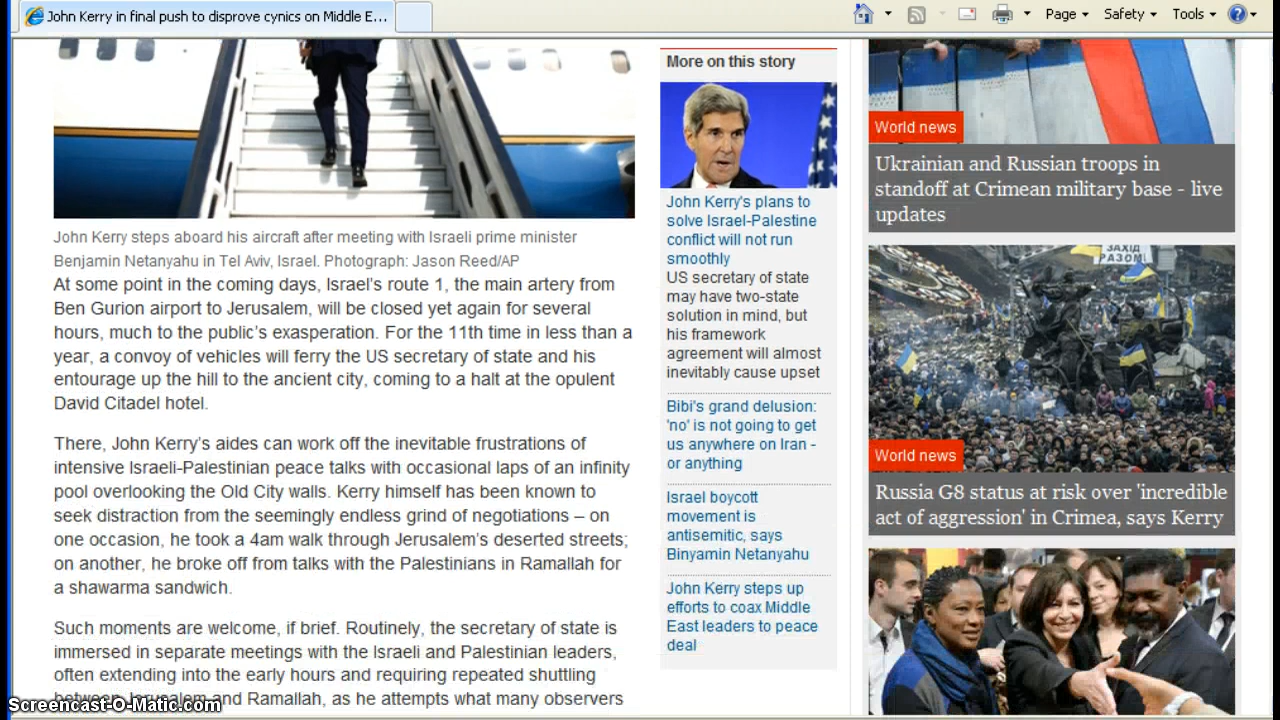 John Kerry in final push to disprove cynics on Middle E...
Page
Safety
Tools
John Kerry steps aboard his aircraft after meeting with Israeli prime minister
Benjamin Netanyahu in Tel Aviv, Israel. Photograph: Jason Reed/AP
At some point in the coming days, Israel's route 1, the main artery from
Ben Gurion airport to Jerusalem, will be closed yet again for several
hours, much to the public's exasperation. For the 11th time in less than a
year, a convoy of vehicles will ferry the US secretary of state and his
entourage up the hill to the ancient city, coming to a halt at the opulent
David Citadel hotel.
There, John Kerry's aides can work off the inevitable frustrations of
intensive Israeli-Palestinian peace talks with occasional laps of an infinity
pool overlooking the Old City walls. Kerry himself has been known to
seek distraction from the seemingly endless grind of negotiations – on
one occasion, he took a 4am walk through Jerusalem's deserted streets;
on another, he broke off from talks with the Palestinians in Ramallah for
a shawarma sandwich.
Such moments are welcome, if brief. Routinely, the secretary of state is
immersed in separate meetings with the Israeli and Palestinian leaders,
often extending into the early hours and requiring repeated shuttling
between Jerusalem and Ramallah, as he attempts what many observers
More on this story
John Kerry's plans to
solve Israel-Palestine
conflict will not run
smoothly
US secretary of state
may have two-state
solution in mind, but
his framework
agreement will almost
inevitably cause upset
Bibi's grand delusion:
'no' is not going to get
us anywhere on Iran -
or anything
Israel boycott
movement is
antisemitic, says
Binyamin Netanyahu
John Kerry steps up
efforts to coax Middle
East leaders to peace
deal
World news
Ukrainian and Russian troops in
standoff at Crimean military base - live
updates
ЗАХІД
РАЗОМ!
World news
Russia G8 status at risk over 'incredible
act of aggression' in Crimea, says Kerry
Screencast-O-Matic.com